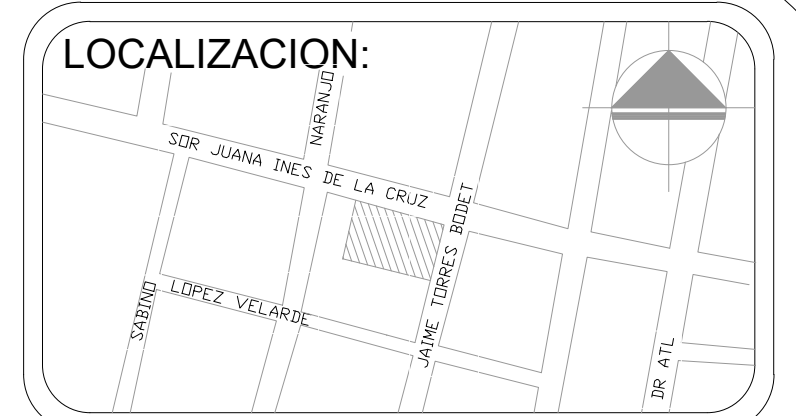 LOCALIZACION:
NARANJO
SOR JUANA INES DE LA CRUZ
JAIME TORRES BODET
SABINO
LOPEZ VELARDE
DR ATL